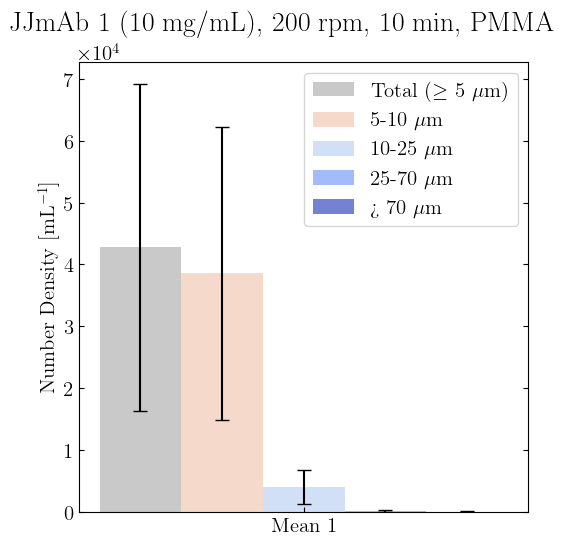 JJmAb 1 (10 mg/mL), 200 rpm, 10 min, PMMA
×10⁴
7
6
5
4
3
2
1
0
Number Density [mL⁻¹]
Total (≥ 5 μm)
5-10 μm
10-25 μm
25-70 μm
¿ 70 μm
Mean 1